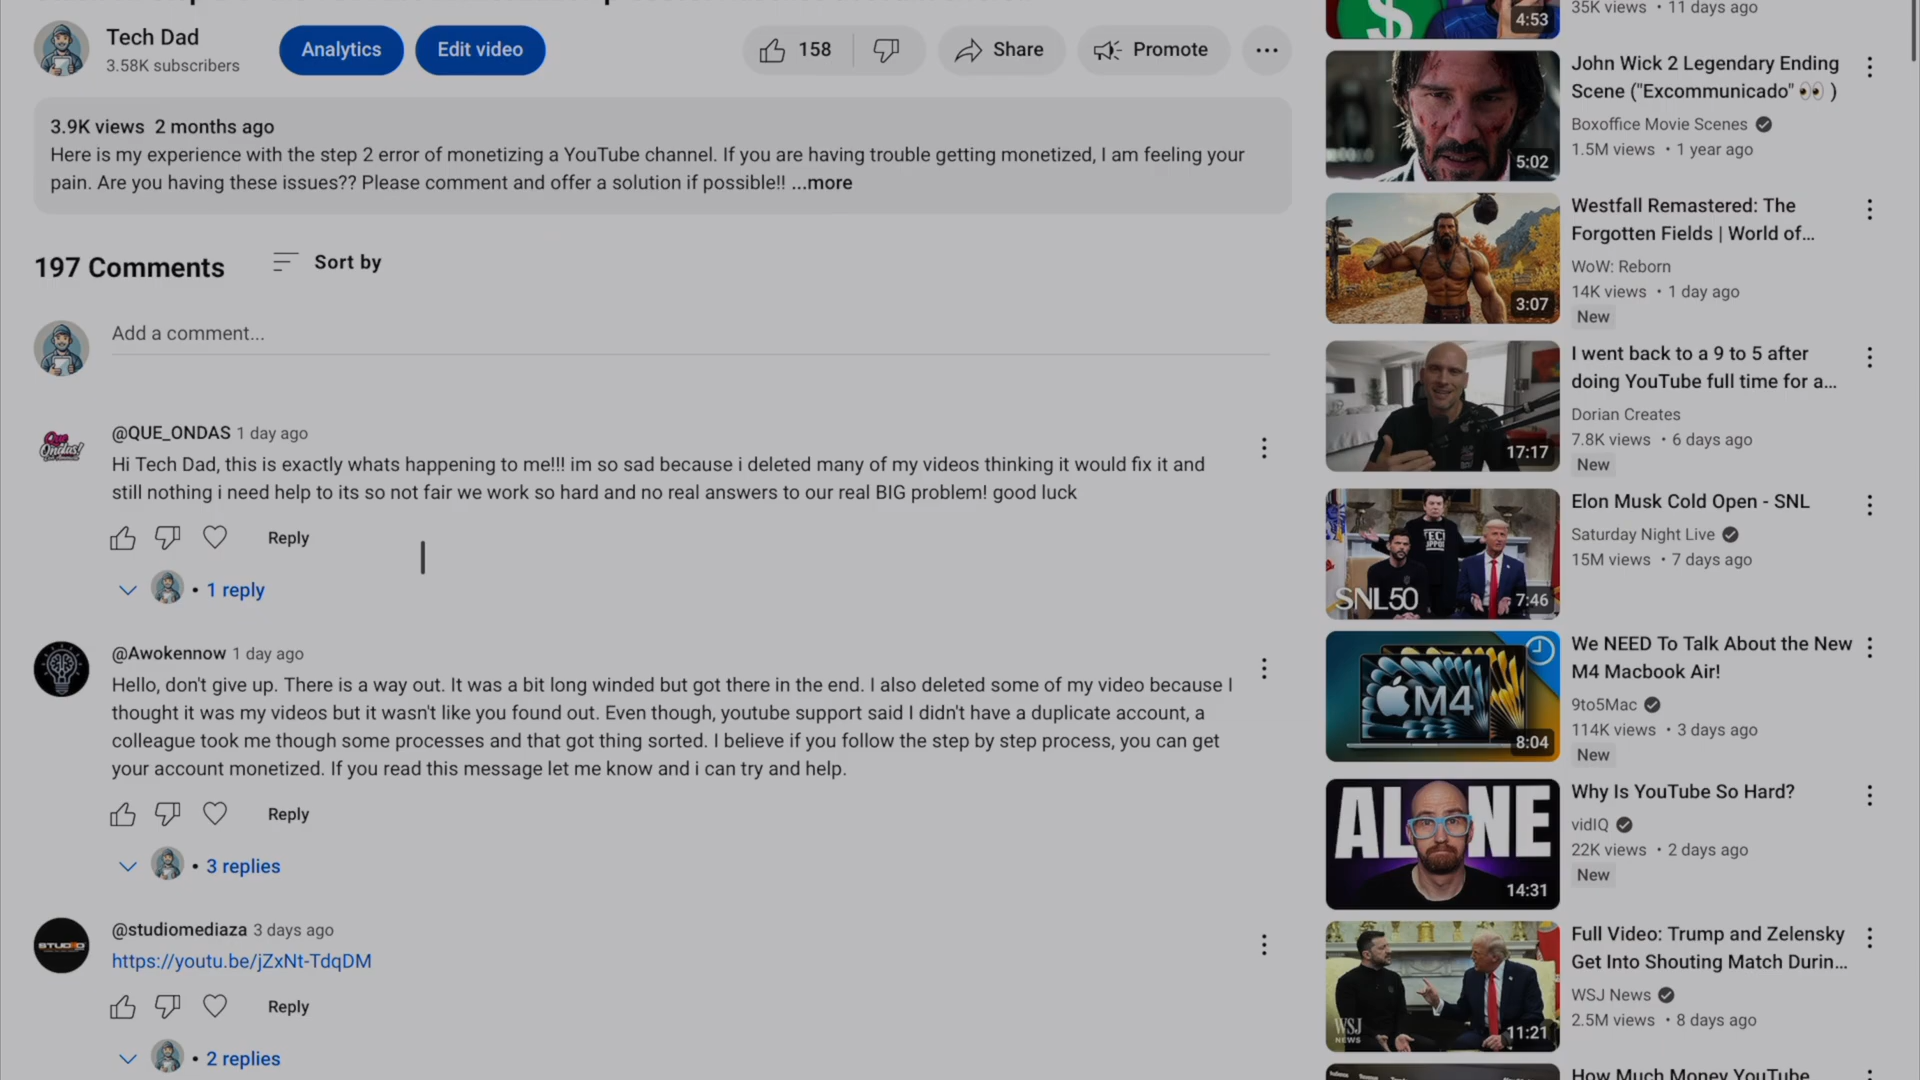 Tech Dad
3.58K subscribers
Analytics
Edit video
158
Share
Promote
3.9K views 2 months ago
Here is my experience with the step 2 error of monetizing a YouTube channel. If you are having trouble getting monetized, I am feeling your
pain. Are you having these issues?? Please comment and offer a solution if possible!! ...more
197 Comments
Sort by
Add a comment...
@QUE_ONDAS 1 day ago
Hi Tech Dad, this is exactly whats happening to me!!! im so sad because i deleted many of my videos thinking it would fix it and
still nothing i need help to its so not fair we work so hard and no real answers to our real BIG problem! good luck
Reply
• 1 reply
@Awokennow 1 day ago
Hello, don't give up. There is a way out. It was a bit long winded but got there in the end. I also deleted some of my video because I
thought it was my videos but it wasn't like you found out. Even though, youtube support said I didn't have a duplicate account, a
colleague took me though some processes and that got thing sorted. I believe if you follow the step by step process, you can get
your account monetized. If you read this message let me know and i can try and help.
Reply
• 3 replies
@studiomediaza 3 days ago
https://youtu.be/jZxNt-TdqDM
Reply
• 2 replies
4:53
35K views • 11 days ago
5:02
John Wick 2 Legendary Ending
Scene ("Excommunicado" 👀 )
Boxoffice Movie Scenes
1.5M views • 1 year ago
3:07
Westfall Remastered: The
Forgotten Fields | World of...
WoW: Reborn
14K views • 1 day ago
New
17:17
I went back to a 9 to 5 after
doing YouTube full time for a...
Dorian Creates
7.8K views • 6 days ago
New
SNL50
7:46
Elon Musk Cold Open - SNL
Saturday Night Live
15M views • 7 days ago
M4
8:04
We NEED To Talk About the New
M4 Macbook Air!
9to5Mac
114K views • 3 days ago
New
ALONE
14:31
Why Is YouTube So Hard?
vidIQ
22K views • 2 days ago
New
WSJ
NEWS
11:21
Full Video: Trump and Zelensky
Get Into Shouting Match Durin...
WSJ News
2.5M views • 8 days ago
How Much Money YouTube